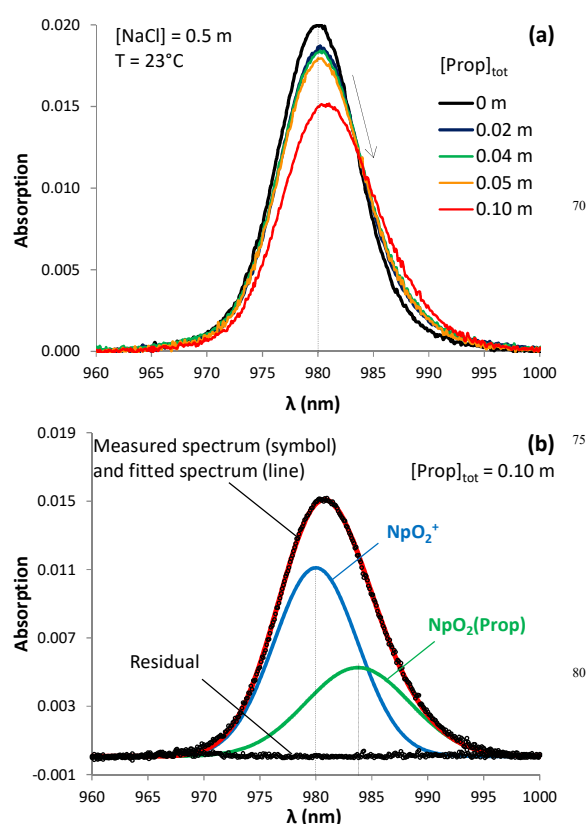 (a)
[NaCl] = 0.5 m
T = 23°C
[Prop]tot
0 m
0.02 m
0.04 m
0.05 m
0.10 m
0.020
0.015
0.010
0.005
0.000
Absorption
960 965 970 975 980 985 990 995 1000
λ (nm)
70
(b)
Measured spectrum (symbol)
and fitted spectrum (line)
[Prop]tot = 0.10 m
NpO2+
NpO2(Prop)
Residual
0.019
0.015
0.011
0.007
0.003
-0.001
Absorption
960 965 970 975 980 985 990 995 1000
λ (nm)
75
80